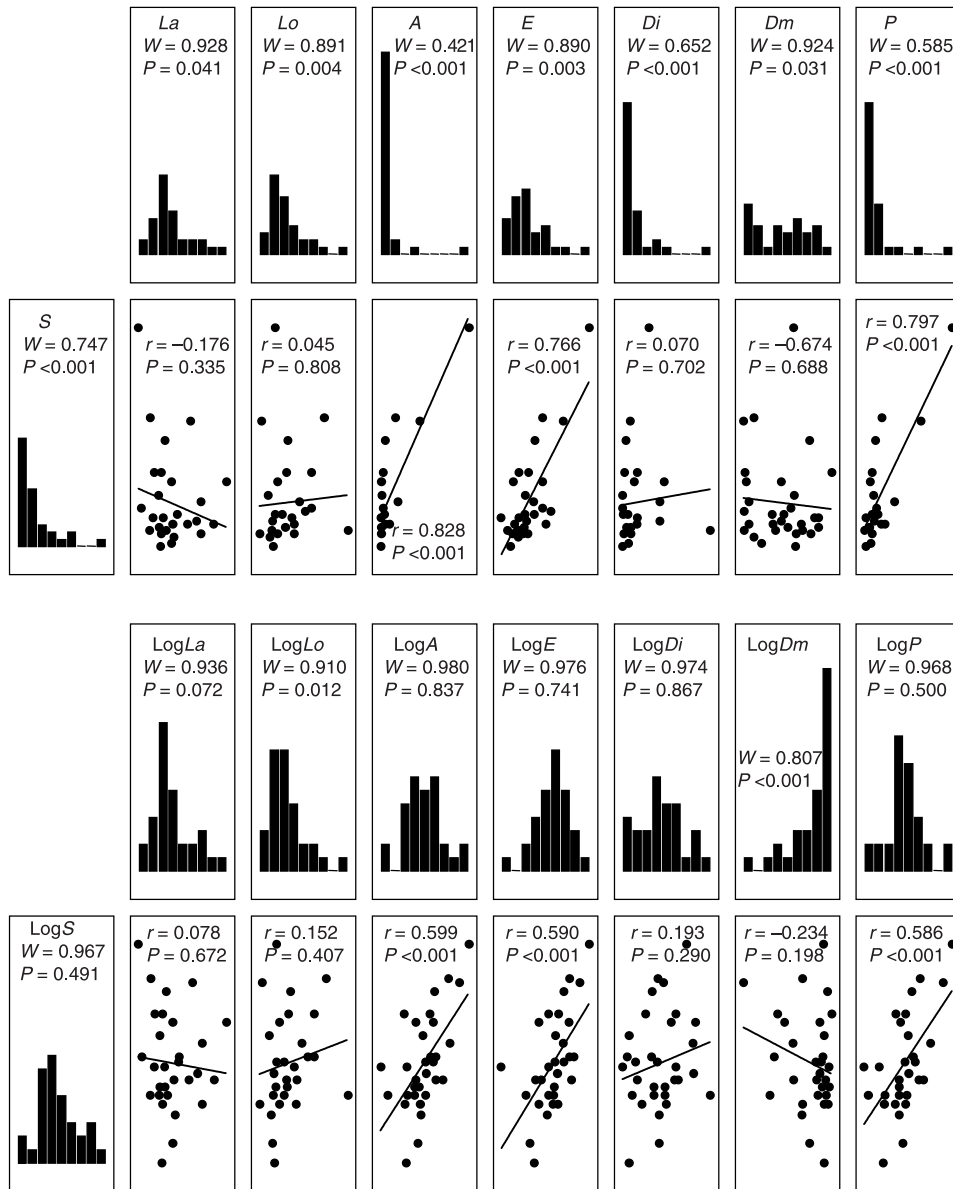 La
W = 0.928
P = 0.041
Lo
W = 0.891
P = 0.004
A
W = 0.421
P <0.001
E
W = 0.890
P = 0.003
Di
W = 0.652
P <0.001
Dm
W = 0.924
P = 0.031
P
W = 0.585
P <0.001
S
W = 0.747
P <0.001
r = –0.176
P = 0.335
r = 0.045
P = 0.808
r = 0.828
P <0.001
r = 0.766
P <0.001
r = 0.070
P = 0.702
r = –0.674
P = 0.688
r = 0.797
P <0.001
LogLa
W = 0.936
P = 0.072
LogLo
W = 0.910
P = 0.012
LogA
W = 0.980
P = 0.837
LogE
W = 0.976
P = 0.741
LogDi
W = 0.974
P = 0.867
LogDm
W = 0.807
P <0.001
LogP
W = 0.968
P = 0.500
LogS
W = 0.967
P = 0.491
r = 0.078
P = 0.672
r = 0.152
P = 0.407
r = 0.599
P <0.001
r = 0.590
P <0.001
r = 0.193
P = 0.290
r = –0.234
P = 0.198
r = 0.586
P <0.001